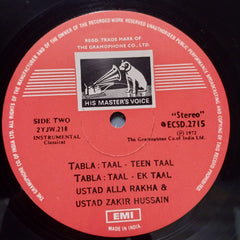 REGD. TRADE MARK OF
THE GRAMOPHONE CO., LTD.
HIS MASTER'S VOICE
SIDE TWO
2YJW.218
INSTRUMENTAL
Classical
"Stereo"
ECSD.2715
℗ 1972
The Gramophone Co. of India Ltd.
TABLA: TAAL - TEEN TAAL
TABLA: TAAL - EK TAAL
USTAD ALLA RAKHA &
USTAD ZAKIR HUSSAIN
EMI
MADE IN INDIA